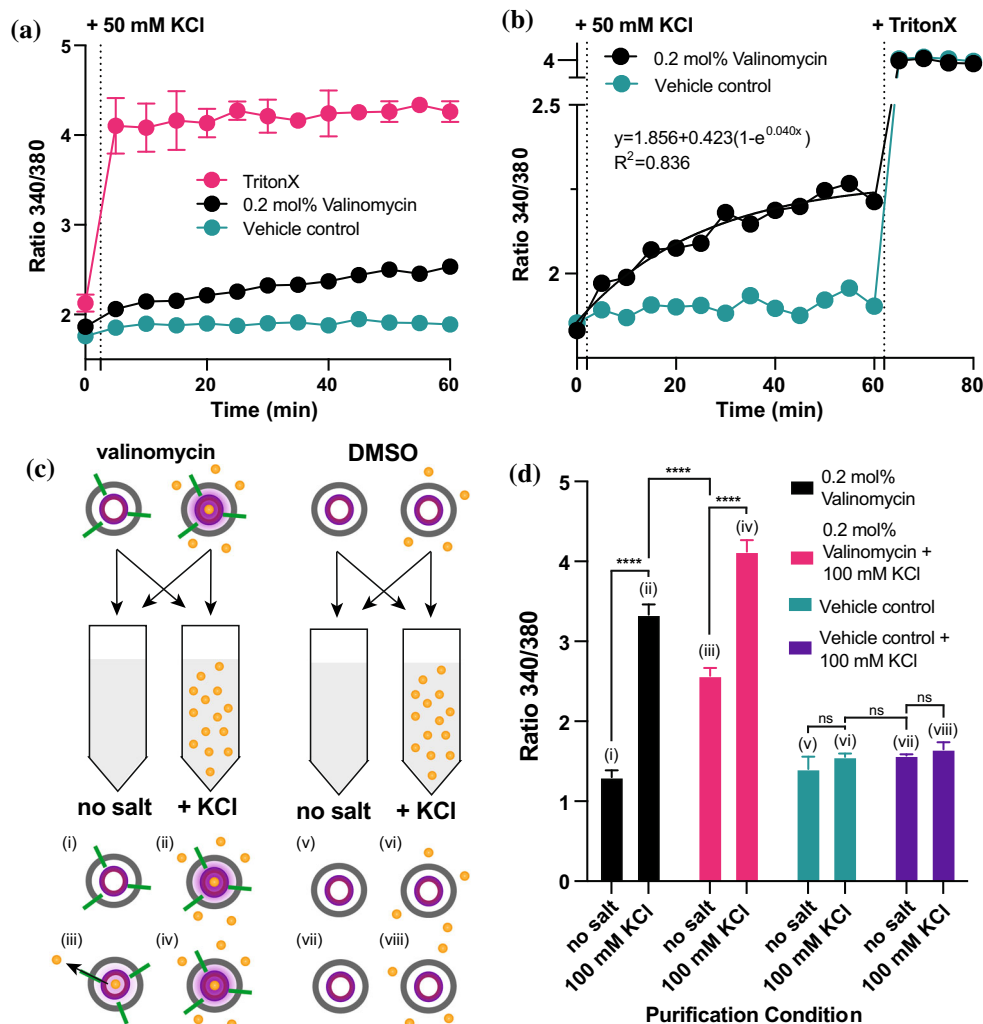 (a)
+ 50 mM KCl
Ratio 340/380
5
4
3
2
TritonX
0.2 mol% Valinomycin
Vehicle control
0
20
40
60
Time (min)
(b)
+ 50 mM KCl
+ TritonX
0.2 mol% Valinomycin
Vehicle control
y=1.856+0.423(1-e^0.040x)
R²=0.836
Ratio 340/380
4
2.5
2
0
20
40
60
80
Time (min)
(c)
valinomycin
DMSO
no salt
+ KCl
no salt
+ KCl
(i)
(ii)
(v)
(vi)
(iii)
(iv)
(vii)
(viii)
(d)
Ratio 340/380
5
4
3
2
1
0
0.2 mol%
Valinomycin
0.2 mol%
Valinomycin +
100 mM KCl
Vehicle control
Vehicle control +
100 mM KCl
****
****
****
ns
ns
ns
(i)
(ii)
(iii)
(iv)
(v)
(vi)
(vii)
(viii)
no salt
100 mM KCl
no salt
100 mM KCl
no salt
100 mM KCl
no salt
100 mM KCl
Purification Condition